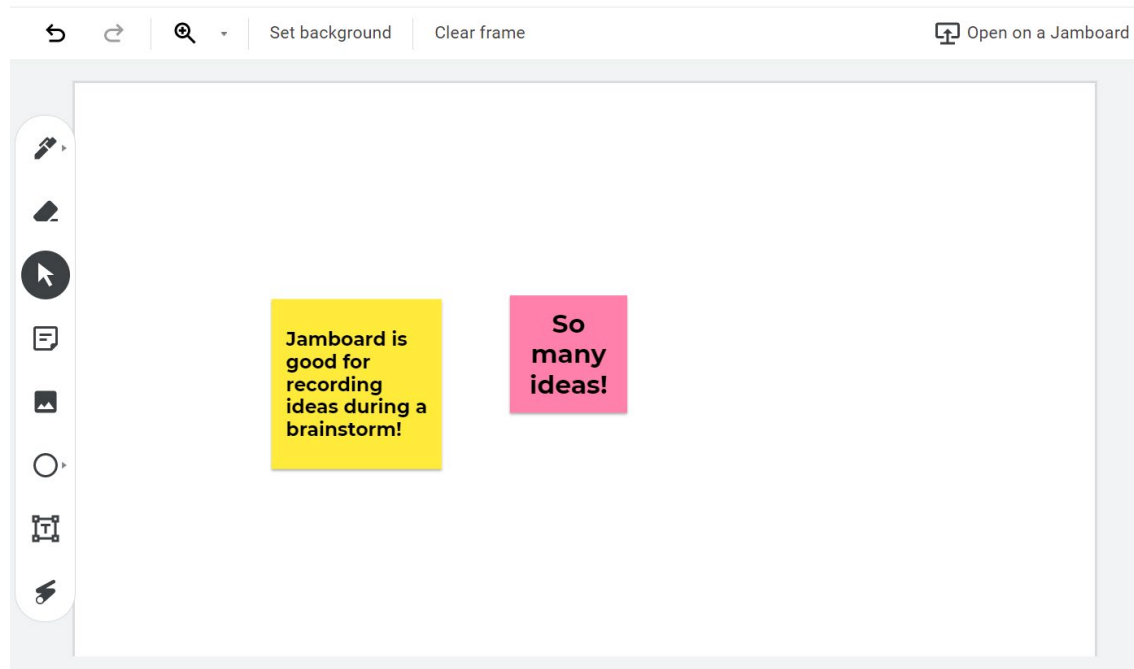 Set background
Clear frame
Open on a Jamboard
Jamboard is
good for
recording
ideas during a
brainstorm!
So
many
ideas!
T